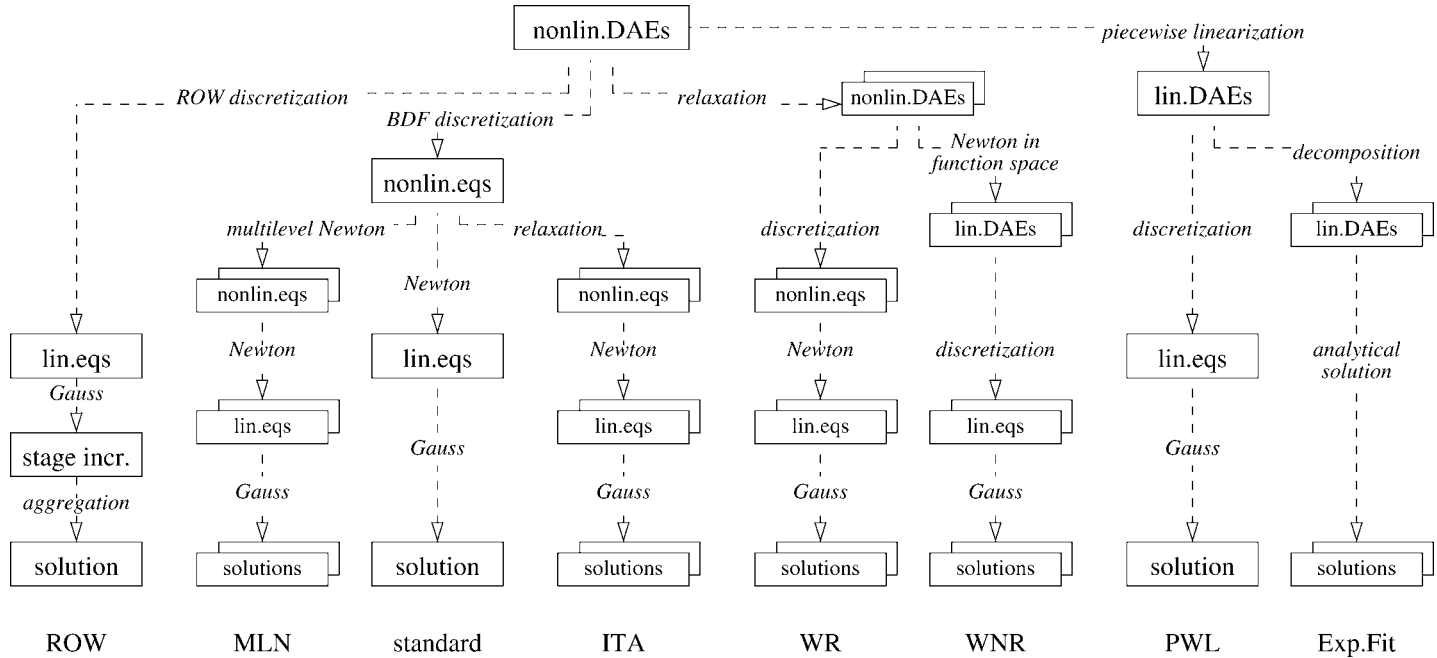 nonlin.DAEs
piecewise linearization
ROW discretization
relaxation
nonlin.DAEs
lin.DAEs
BDF discretization
Newton in
function space
decomposition
nonlin.eqs
multilevel Newton
relaxation
discretization
lin.DAEs
discretization
lin.DAEs
nonlin.eqs
Newton
nonlin.eqs
nonlin.eqs
lin.eqs
Newton
lin.eqs
Newton
Newton
discretization
lin.eqs
analytical
solution
Gauss
lin.eqs
lin.eqs
lin.eqs
lin.eqs
stage incr.
Gauss
Gauss
aggregation
Gauss
Gauss
Gauss
Gauss
solution
solutions
solution
solutions
solutions
solutions
solution
solutions
ROW
MLN
standard
ITA
WR
WNR
PWL
Exp.Fit